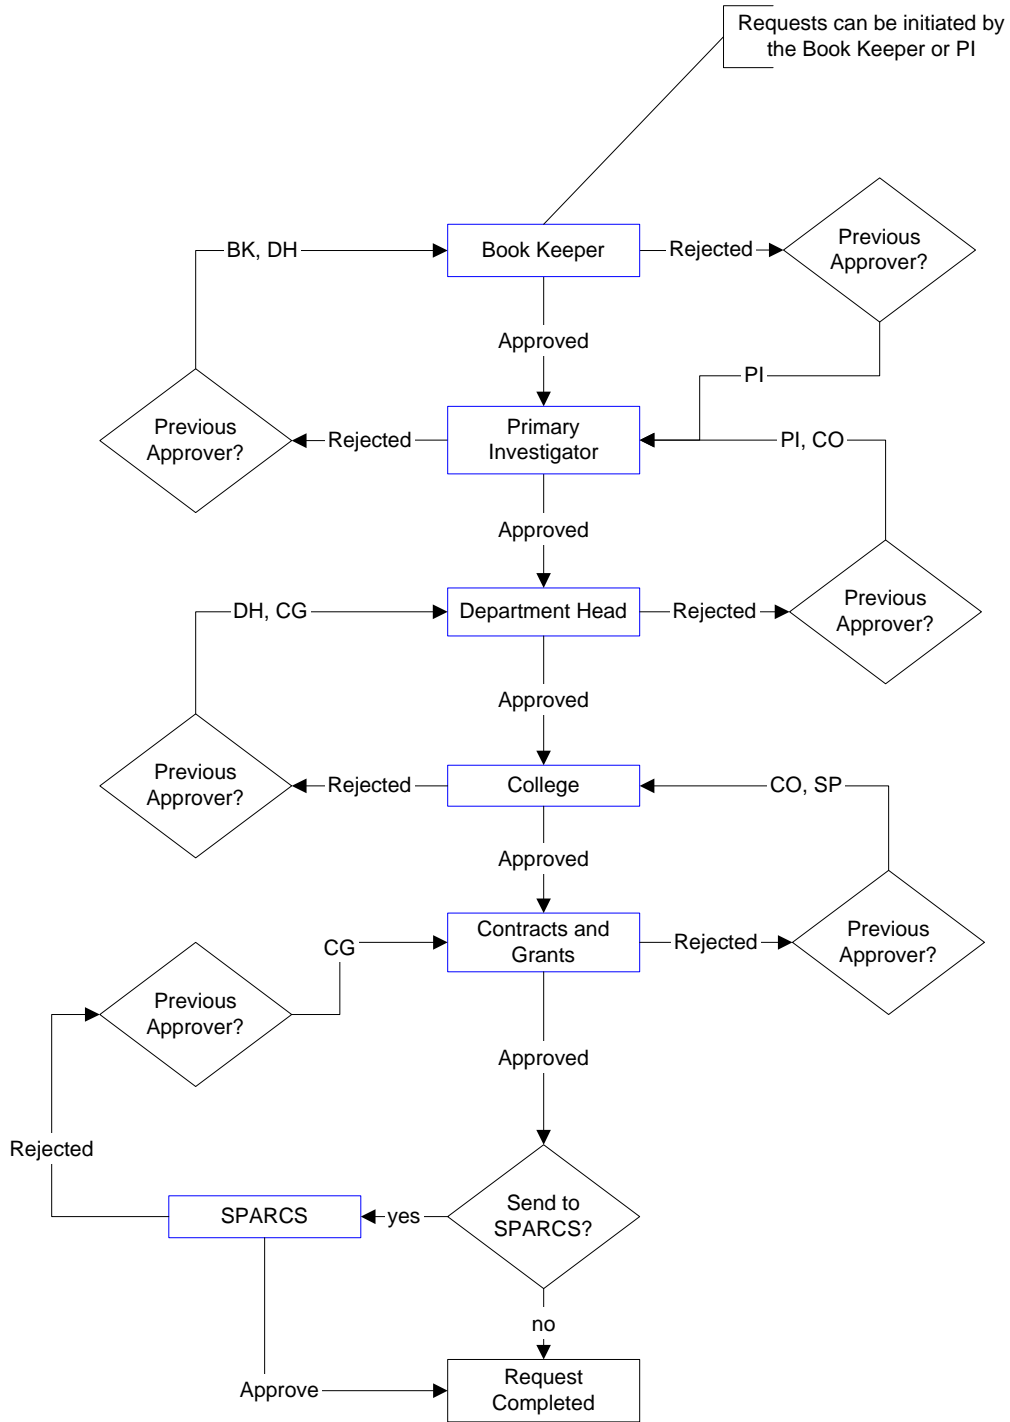 Requests can be initiated by
the Book Keeper or PI
BK, DH
Book Keeper
Rejected
Previous
Approver?
Approved
PI
Previous
Approver?
Rejected
Primary
Investigator
PI, CO
Approved
DH, CG
Department Head
Rejected
Previous
Approver?
Approved
Previous
Approver?
Rejected
College
CO, SP
Approved
CG
Contracts and
Grants
Rejected
Previous
Approver?
Previous
Approver?
Approved
Rejected
SPARCS
yes
Send to
SPARCS?
no
Approve
Request
Completed